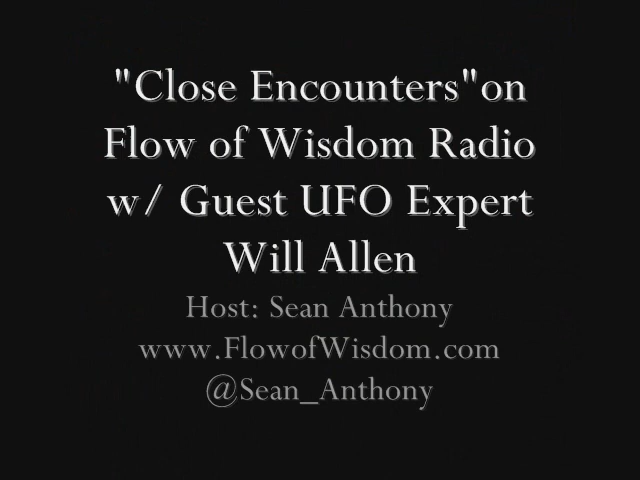 "Close Encounters"on
Flow of Wisdom Radio
w/ Guest UFO Expert
Will Allen
Host: Sean Anthony
www.FlowofWisdom.com
@Sean_Anthony